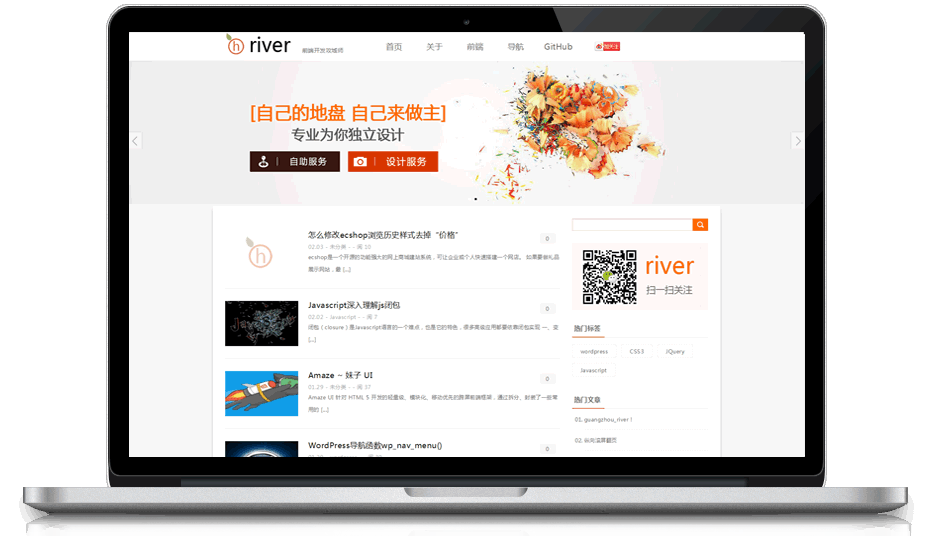 river
前端开发攻城师
首页
关于
前端
导航
GitHub
加关注
[自己的地盘 自己来做主]
专业为你独立设计
自助服务
设计服务
怎么修改ecshop浏览历史样式去掉“价格”
0
02.03 - 未分类 - - 阅 10
ecshop是一个开源的功能强大的网上商城建站系统，可让企业或个人快速搭建一个网店。 如果要做礼品
展示网站，最 [...]
Javascript深入理解js闭包
0
02.02 - Javascript - - 阅 7
闭包（closure）是Javascript语言的一个难点，也是它的特色，很多高级应用都要依靠闭包实现 一、变
[...]
Amaze ~ 妹子 UI
0
01.29 - 未分类 - - 阅 37
Amaze UI 针对 HTML 5 开发的轻量级、模块化、移动优先的跨屏前端框架，通过拆分、封装了一些常
用的 [...]
WordPress导航函数wp_nav_menu()
0
river
扫一扫关注
热门标签
wordpress
CSS3
JQuery
Javascript
热门文章
01. guangzhou_river！